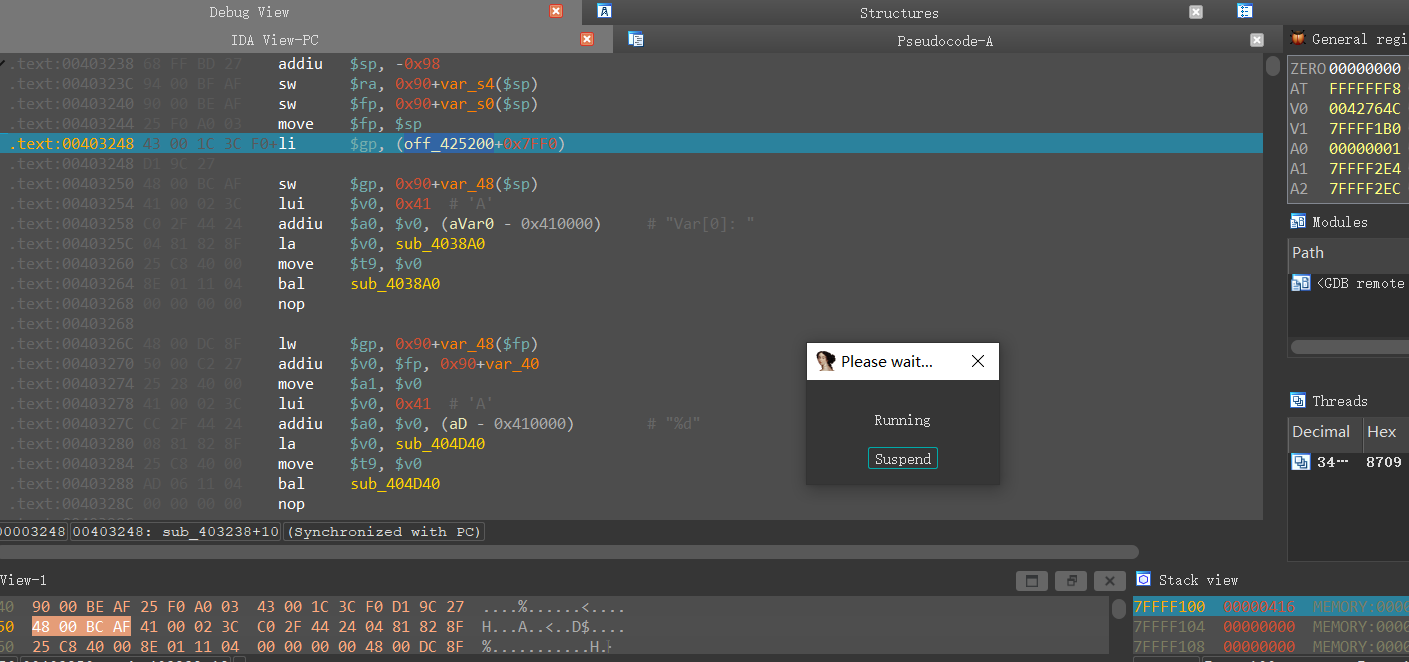 Debug View
Structures
IDA View-PC
Pseudocode-A
General regi
.text:00403238 68 FF BD 27 addiu $sp, -0x98
.text:0040323C 94 00 BF AF sw $ra, 0x90+var_s4($sp)
.text:00403240 90 00 BE AF sw $fp, 0x90+var_s0($sp)
.text:00403244 25 F0 A0 03 move $fp, $sp
.text:00403248 43 00 1C 3C F0+ li $gp, (off_425200+0x7FF0)
.text:00403248 D1 9C 27
.text:00403250 48 00 BC AF sw $gp, 0x90+var_48($sp)
.text:00403254 41 00 02 3C lui $v0, 0x41 # 'A'
.text:00403258 C0 2F 44 24 addiu $a0, $v0, (aVar0 - 0x410000) # "Var[0]: "
.text:0040325C 04 81 82 8F la $v0, sub_4038A0
.text:00403260 25 C8 40 00 move $t9, $v0
.text:00403264 8E 01 11 04 bal sub_4038A0
.text:00403268 00 00 00 00 nop
.text:00403268
.text:0040326C 48 00 DC 8F lw $gp, 0x90+var_48($fp)
.text:00403270 50 00 C2 27 addiu $v0, $fp, 0x90+var_40
.text:00403274 25 28 40 00 move $a1, $v0
.text:00403278 41 00 02 3C lui $v0, 0x41 # 'A'
.text:0040327C CC 2F 44 24 addiu $a0, $v0, (aD - 0x410000) # "%d"
.text:00403280 08 81 82 8F la $v0, sub_404D40
.text:00403284 25 C8 40 00 move $t9, $v0
.text:00403288 AD 06 11 04 bal sub_404D40
.text:0040328C 00 00 00 00 nop
00003248 00403248: sub_403238+10 (Synchronized with PC)
Please wait...
Running
Suspend
ZERO 00000000
AT FFFFFFF8
V0 0042764C
V1 7FFFF1B0
A0 00000001
A1 7FFFF2E4
A2 7FFFF2EC
Modules
Path
<GDB remote
Threads
Decimal Hex
34… 8709
View-1
40 90 00 BE AF 25 F0 A0 03 43 00 1C 3C F0 D1 9C 27 ....%......<....'
50 48 00 BC AF 41 00 02 3C C0 2F 44 24 04 81 82 8F H...A..<../D$....
60 25 C8 40 00 8E 01 11 04 00 00 00 00 48 00 DC 8F %.@.........H...
Stack view
7FFFF100 00000416 MEMORY:0000
7FFFF104 00000000 MEMORY:0000
7FFFF108 00000000 MEMORY:0000